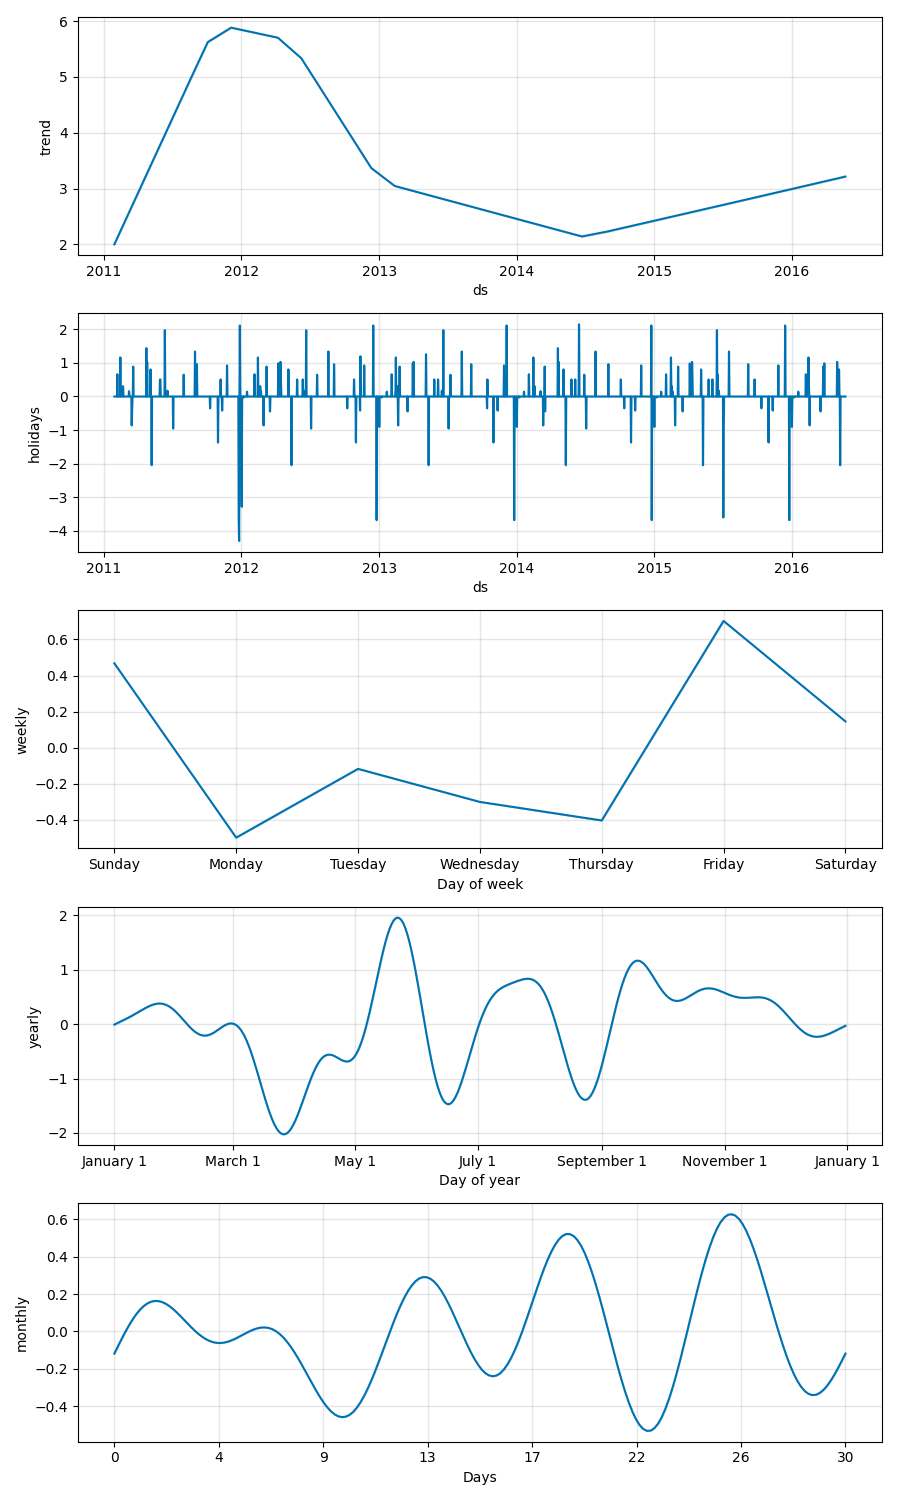 6
5
4
3
2
trend
2011 2012 2013 2014 2015 2016
ds
2
1
0
−1
−2
−3
−4
holidays
2011 2012 2013 2014 2015 2016
ds
0.6
0.4
0.2
0.0
−0.2
−0.4
weekly
Sunday Monday Tuesday Wednesday Thursday Friday Saturday
Day of week
2
1
0
−1
−2
yearly
January 1 March 1 May 1 July 1 September 1 November 1 January 1
Day of year
0.6
0.4
0.2
0.0
−0.2
−0.4
monthly
0 4 9 13 17 22 26 30
Days